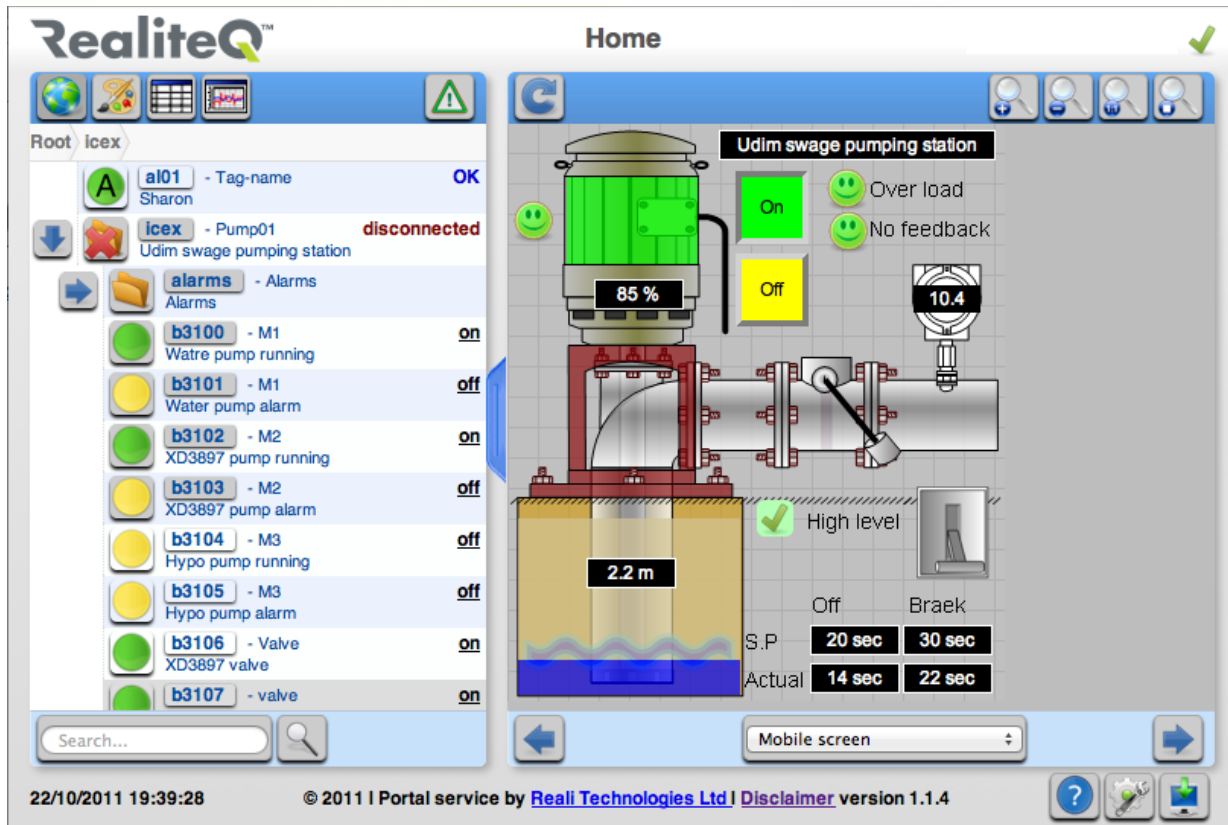 RealiteQ™
Home
Root icex
al01 - Tag-name OK
Sharon
icex - Pump01 disconnected
Udim swage pumping station
alarms - Alarms
Alarms
b3100 - M1 on
Watre pump running
b3101 - M1 off
Water pump alarm
b3102 - M2 on
XD3897 pump running
b3103 - M2 off
XD3897 pump alarm
b3104 - M3 off
Hypo pump running
b3105 - M3 off
Hypo pump alarm
b3106 - Valve on
XD3897 valve
b3107 - valve on
Search...
A
Udim swage pumping station
On
Over load
No feedback
Off
85 %
10.4
High level
2.2 m
Off Braek
S.P 20 sec 30 sec
Actual 14 sec 22 sec
Mobile screen
22/10/2011 19:39:28 © 2011 I Portal service by Reali Technologies Ltd I Disclaimer version 1.1.4
?